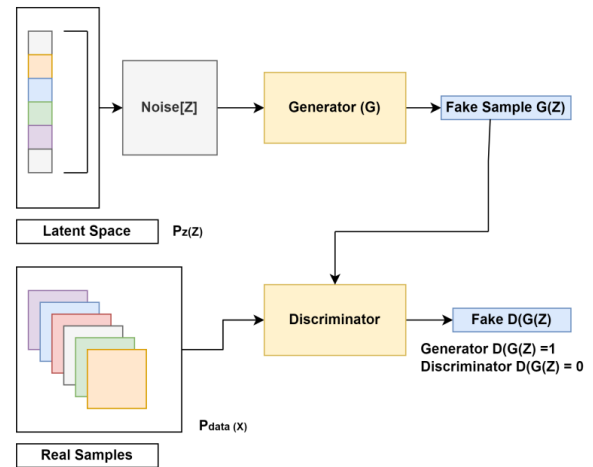 Noise[Z]
Generator (G)
Fake Sample G(Z)
Latent Space
Pz(Z)
Discriminator
Fake D(G(Z)
Generator D(G(Z) =1
Discriminator D(G(Z) = 0
Pdata (X)
Real Samples